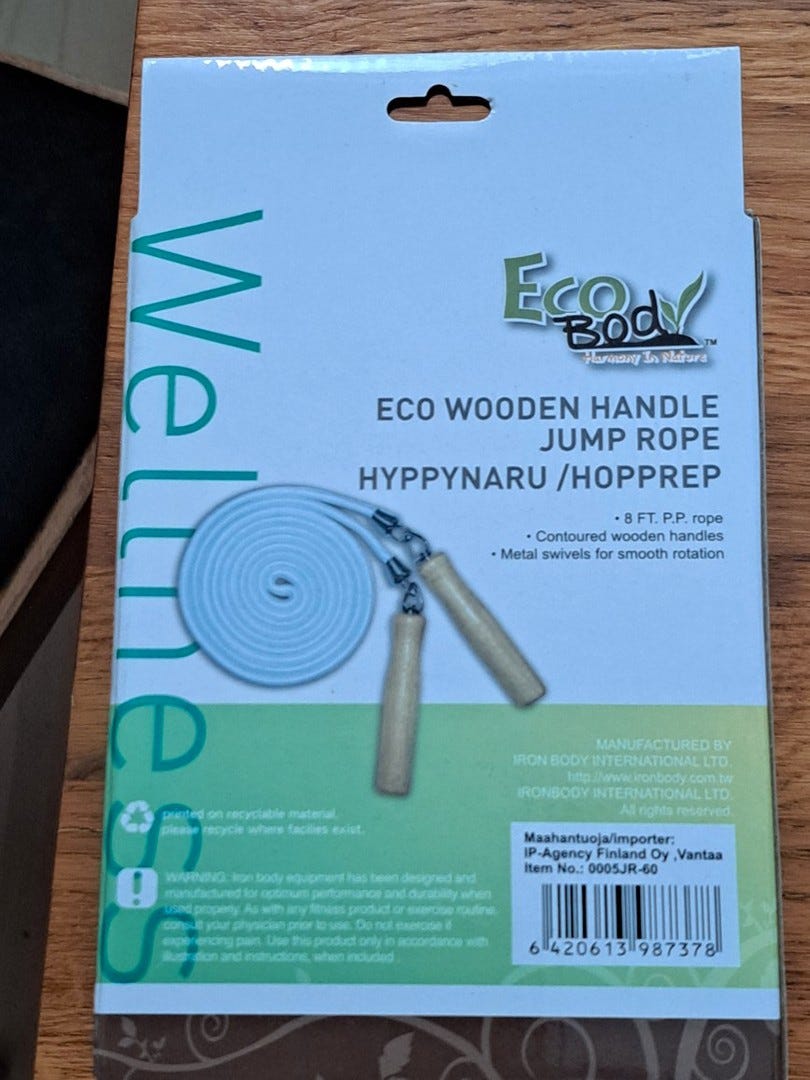 Wellness
Eco
Body™
Harmony In Nature
ECO WOODEN HANDLE
JUMP ROPE
HYPPYNARU /HOPPREP
• 8 FT. P.P. rope
• Contoured wooden handles
• Metal swivels for smooth rotation
MANUFACTURED BY
IRON BODY INTERNATIONAL LTD.
http://www.ironbody.com.tw
IRONBODY INTERNATIONAL LTD.
All rights reserved.
printed on recyclable material.
please recycle where facilies exist.
WARNING: Iron body equipment has been designed and
manufactured for optimum performance and durability when
used properly. As with any fitness product or exercise routine,
consult your physician prior to use. Do not exercise if
experiencing pain. Use this product only in accordance with
illustration and instructions, when included.
Maahantuoja/importer:
IP-Agency Finland Oy ,Vantaa
Item No.: 0005JR-60
6 420613 987378